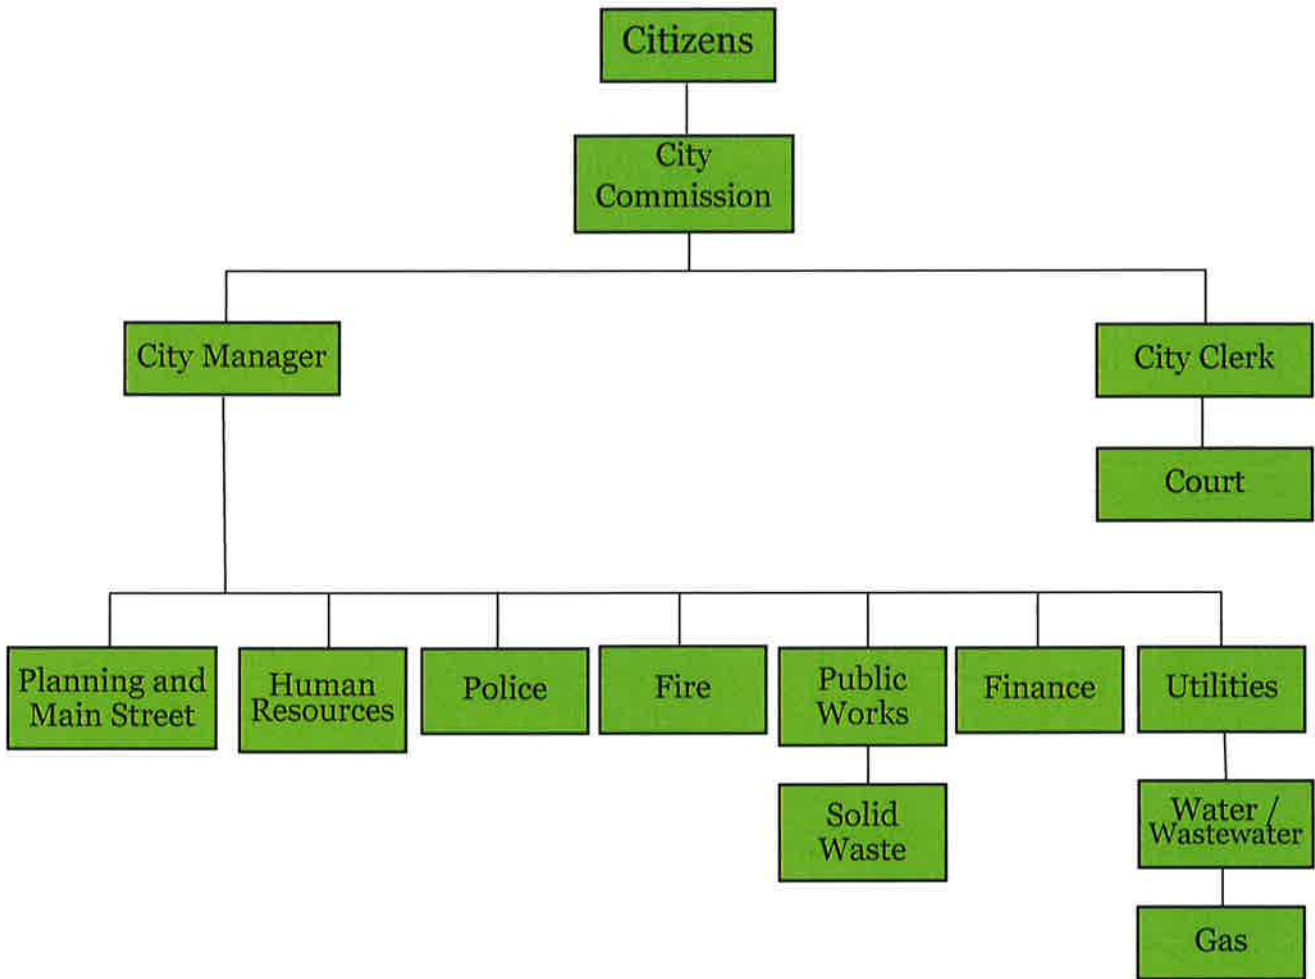 Citizens
City
Commission
City Manager
City Clerk
Court
Planning and
Main Street
Human
Resources
Police
Fire
Public
Works
Finance
Utilities
Solid
Waste
Water /
Wastewater
Gas